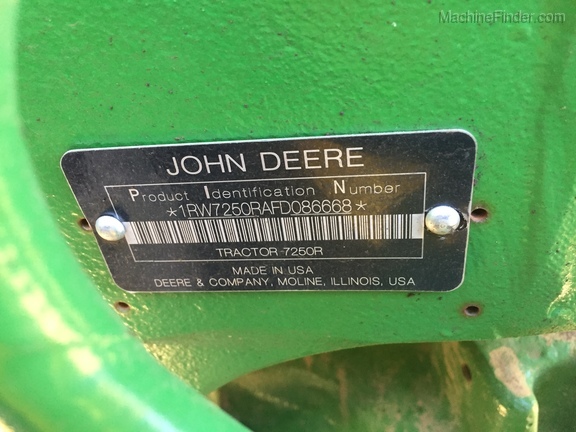 MachineFinder.com
JOHN DEERE
Product Identification Number
*1RW7250RAFD086668*
TRACTOR-7250R
MADE IN USA
DEERE & COMPANY, MOLINE, ILLINOIS, USA